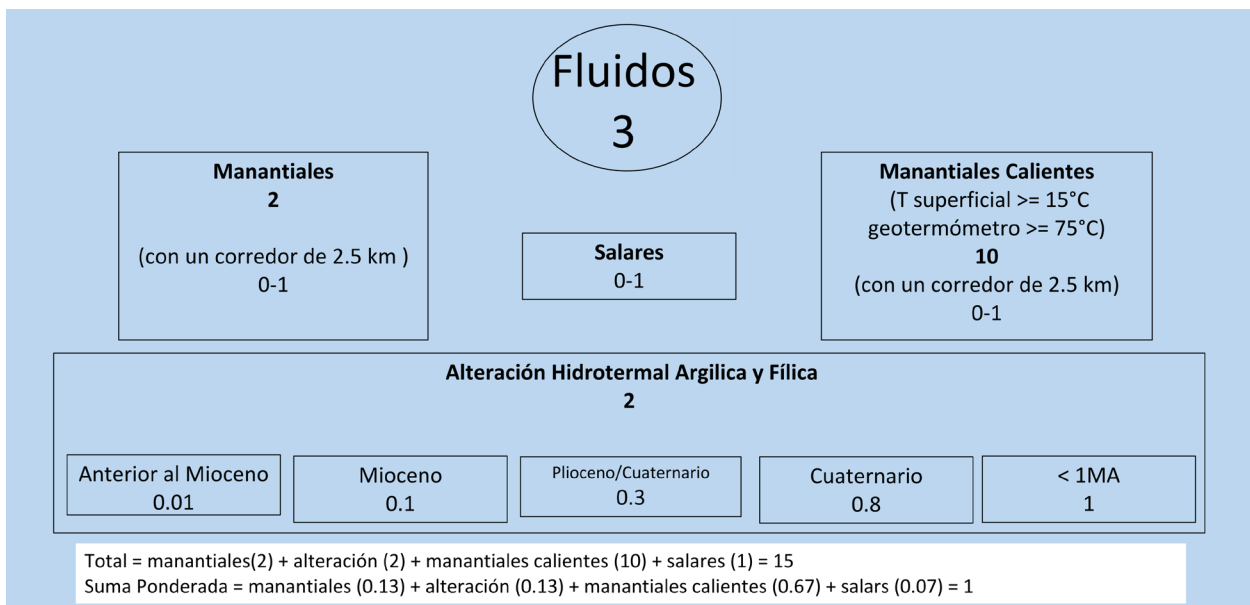 Fluidos
3
Manantiales
2
(con un corredor de 2.5 km )
0-1
Salares
0-1
Manantiales Calientes
(T superficial >= 15°C
geotermómetro >= 75°C)
10
(con un corredor de 2.5 km)
0-1
Alteración Hidrotermal Argilica y Fílica
2
Anterior al Mioceno
0.01
Mioceno
0.1
Plioceno/Cuaternario
0.3
Cuaternario
0.8
< 1MA
1
Total = manantiales(2) + alteración (2) + manantiales calientes (10) + salares (1) = 15
Suma Ponderada = manantiales (0.13) + alteración (0.13) + manantiales calientes (0.67) + salars (0.07) = 1